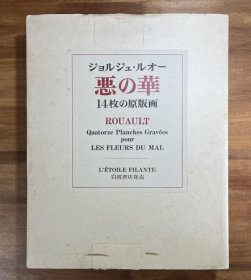 ジョルジュ・ルオー
悪の華
14枚の原版画
ROUAULT
Quatorze Planches Gravées
pour
LES FLEURS DU MAL
L'ÉTOILE FILANTE
岩波書店発売